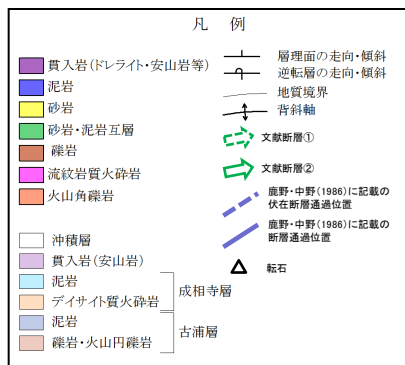 凡 例
貫入岩(ドレライト・安山岩等)
泥岩
砂岩
砂岩・泥岩互層
礫岩
流紋岩質火砕岩
火山角礫岩
沖積層
貫入岩(安山岩)
泥岩
デイサイト質火砕岩
成相寺層
泥岩
礫岩・火山円礫岩
古浦層
層理面の走向・傾斜
逆転層の走向・傾斜
地質境界
背斜軸
文献断層①
文献断層②
鹿野・中野(1986)に記載の
伏在断層通過位置
鹿野・中野(1986)に記載の
断層通過位置
転石